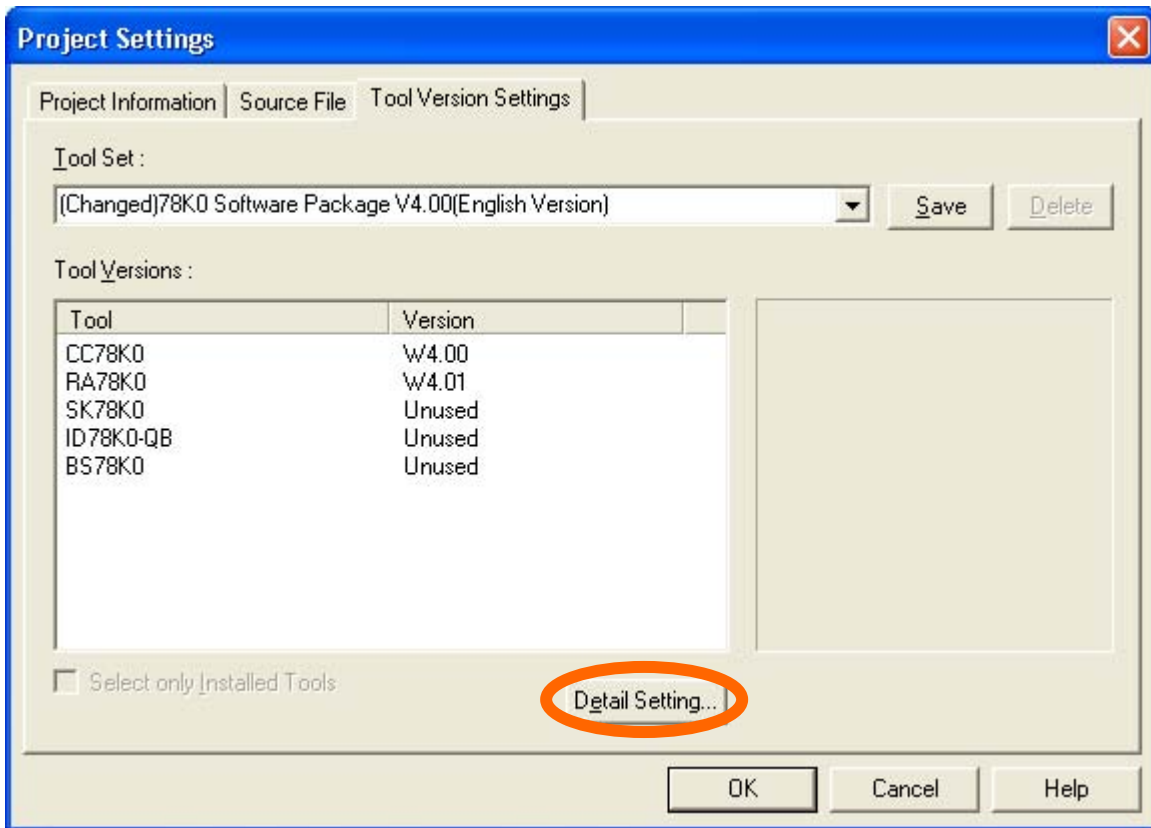 Project Settings
Project Information Source File Tool Version Settings
Tool Set :
(Changed)78K0 Software Package V4.00(English Version) Save Delete
Tool Versions :
Tool Version
CC78K0 W4.00
RA78K0 W4.01
SK78K0 Unused
ID78K0-QB Unused
BS78K0 Unused
Select only Installed Tools
Detail Setting...
OK Cancel Help